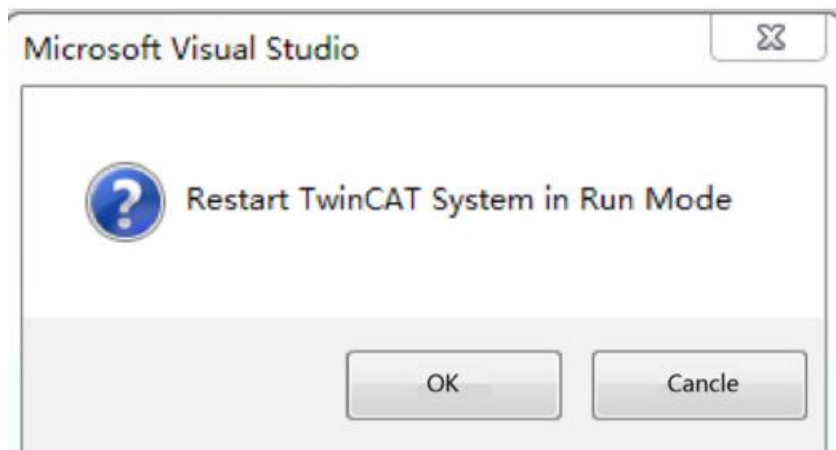 Microsoft Visual Studio
Restart TwinCAT System in Run Mode
OK
Cancle